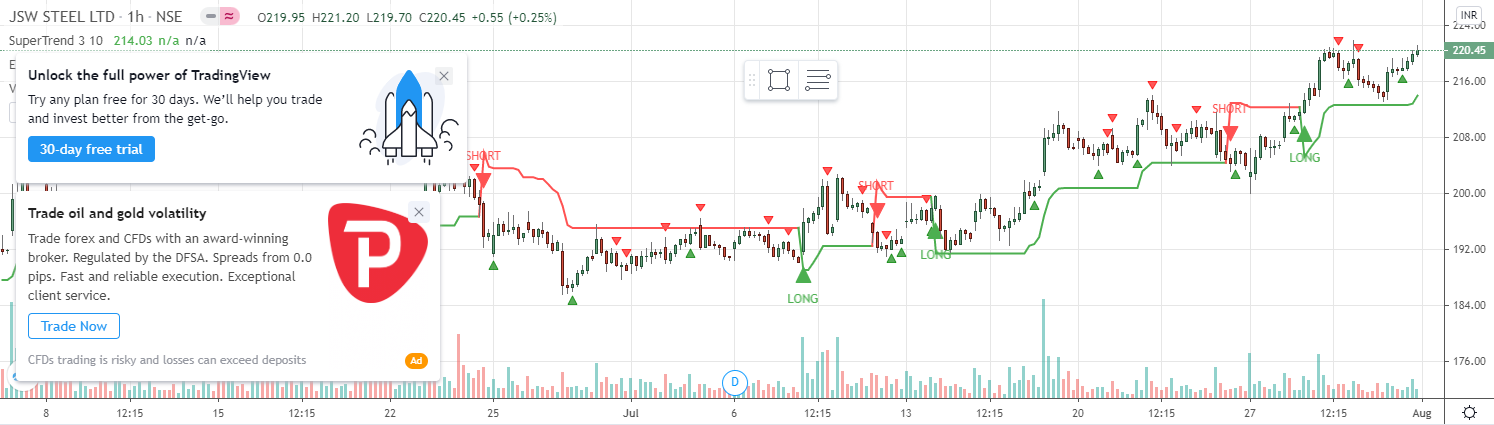 JSW STEEL LTD · 1h · NSE
O219.95 H221.20 L219.70 C220.45 +0.55 (+0.25%)
INR
224.00
SuperTrend 3 10 214.03 n/a n/a
220.45
E
V
Unlock the full power of TradingView
Try any plan free for 30 days. We'll help you trade
and invest better from the get-go.
30-day free trial
216.00
208.00
200.00
192.00
184.00
176.00
SHORT
SHORT
SHORT
LONG
LONG
LONG
Trade oil and gold volatility
Trade forex and CFDs with an award-winning
broker. Regulated by the DFSA. Spreads from 0.0
pips. Fast and reliable execution. Exceptional
client service.
P
Trade Now
CFDs trading is risky and losses can exceed deposits
Ad
D
8 12:15 15 12:15 22 25 Jul 6 12:15 13 12:15 20 12:15 27 12:15 Aug